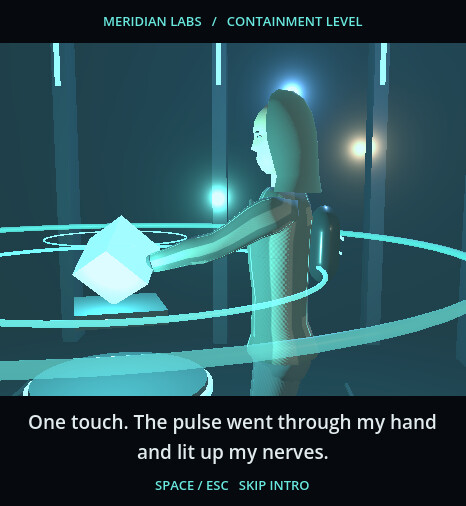 MERIDIAN LABS / CONTAINMENT LEVEL
One touch. The pulse went through my hand
and lit up my nerves.
SPACE / ESC SKIP INTRO